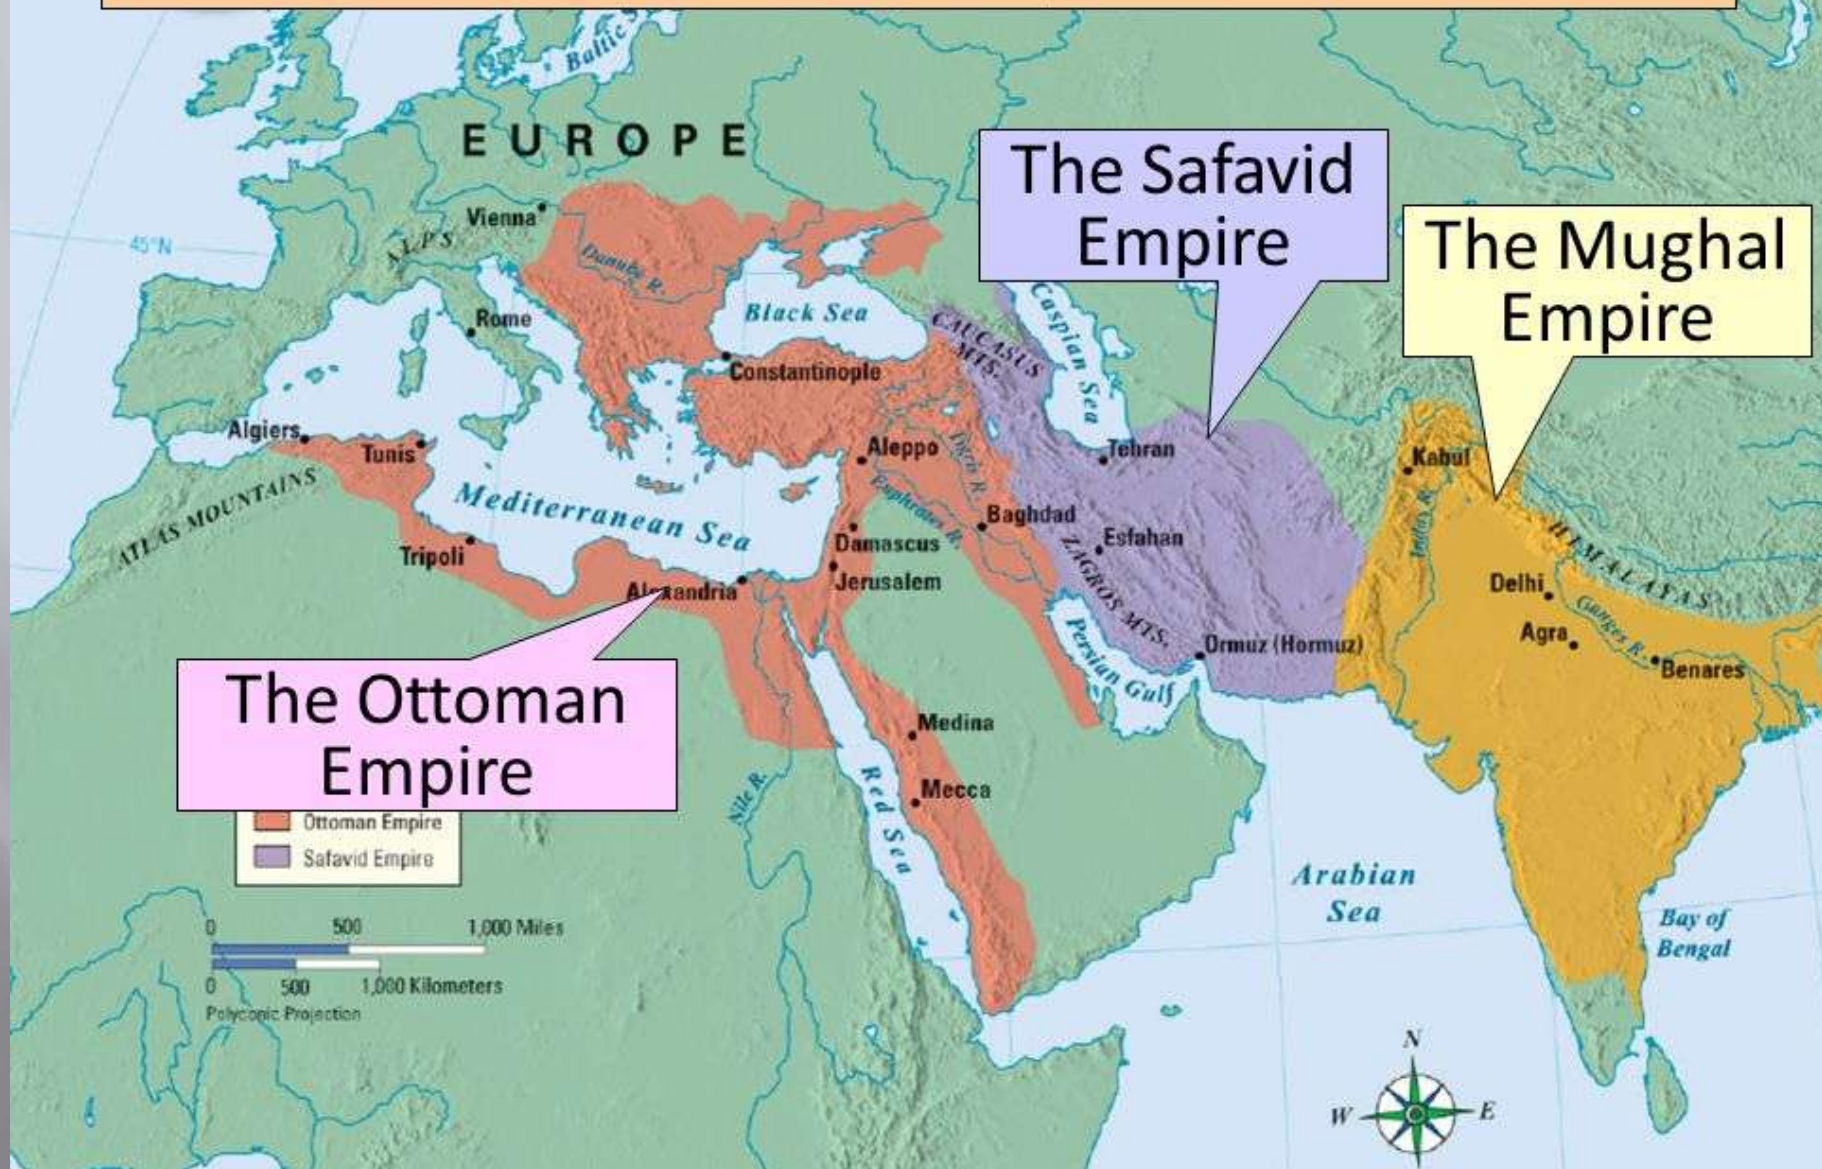 Baltic
EUROPE
The Safavid
Empire
The Mughal
Empire
Vienna
45°N
ALPS
Danube R.
Caspian Sea
Black Sea
Rome
CAUCASUS
MTS.
Constantinople
Algiers
Tunis
Aleppo
Tigris R.
Tehran
Kabul
ATLAS MOUNTAINS
Mediterranean Sea
Euphrates R.
Baghdad
Indus R.
Tripoli
Damascus
Esfahan
ZAGROS MTS.
HIMALAYAS
Alexandria
Jerusalem
Delhi
Ganges R.
Agra
Persian Gulf
Ormuz (Hormuz)
Benares
The Ottoman
Empire
Medina
Nile R.
Red Sea
Mecca
Ottoman Empire
Safavid Empire
Arabian
Sea
Bay of
Bengal
0 500 1,000 Miles
0 500 1,000 Kilometers
Polyconic Projection
N
W E